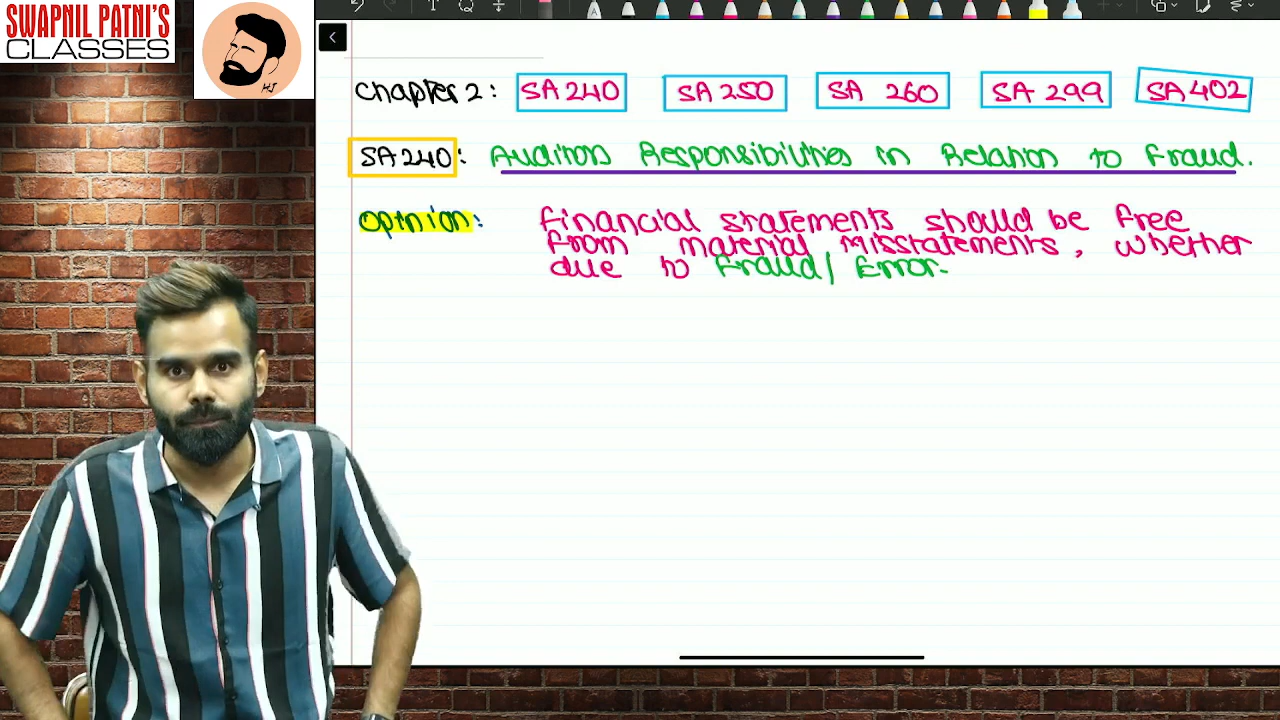 SWAPNIL PATNI'S
CLASSES
Chapter 2: SA 240 SA 250 SA 260 SA 299 SA 402
SA 240: Auditors Responsibilities in Relation to Fraud.
Opinion: Financial statements should be free
from material misstatements, whether
due to Fraud/Error.